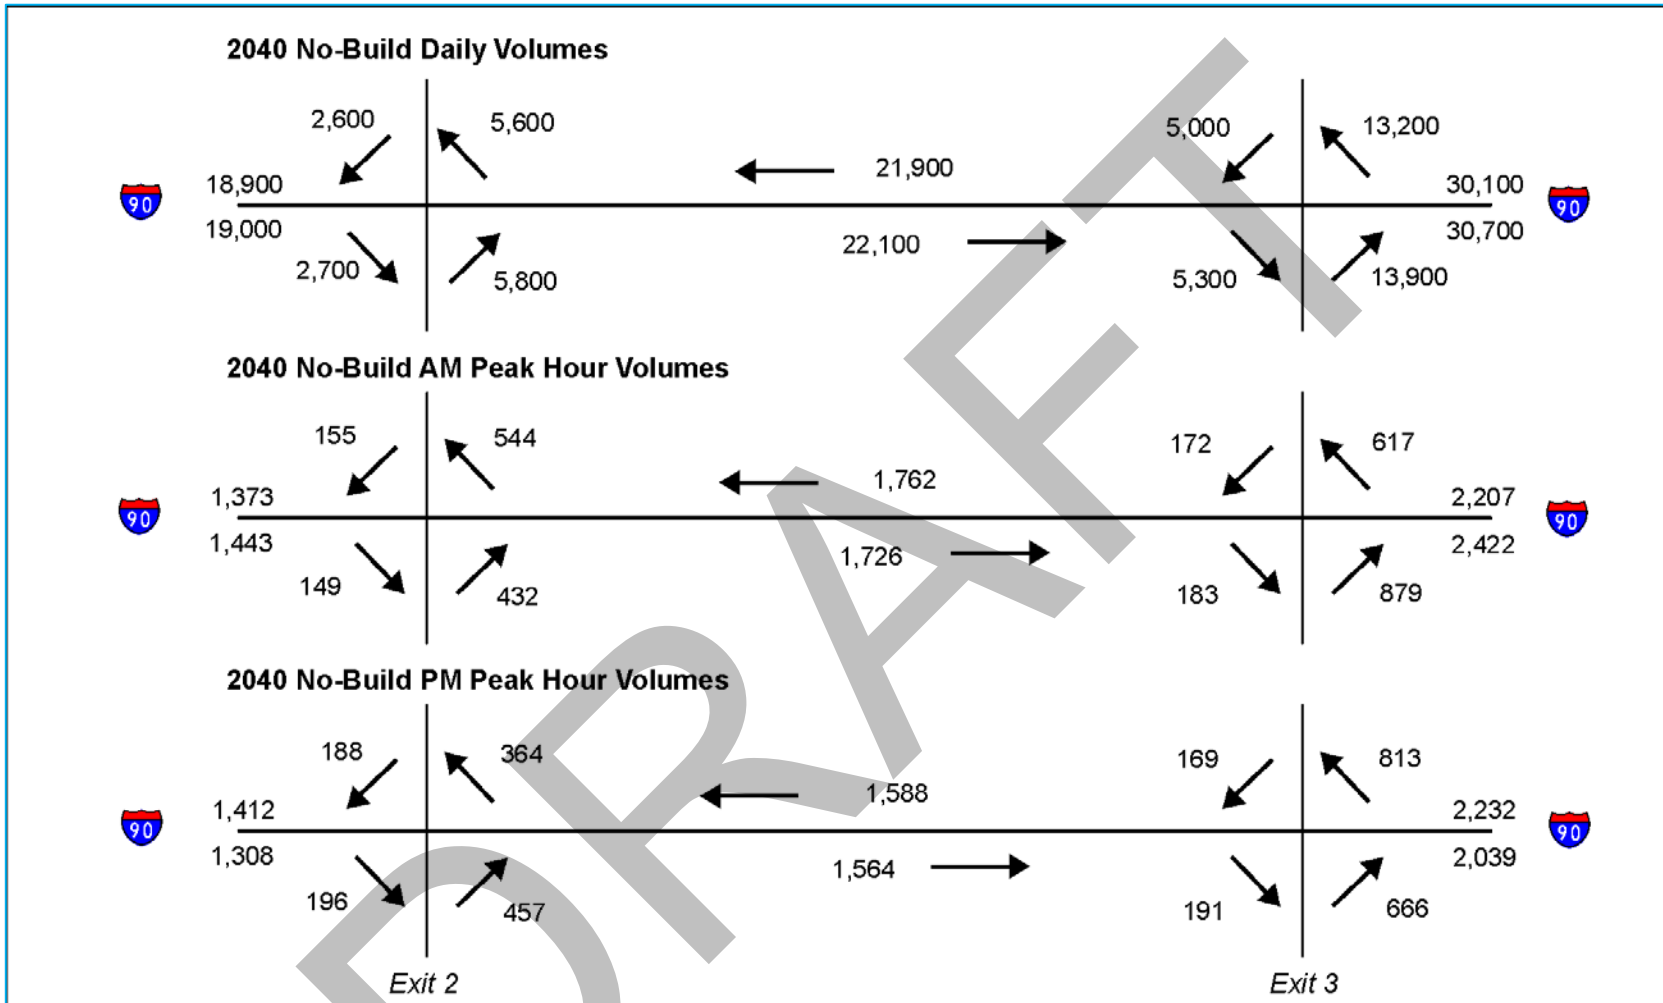 2040 No-Build Daily Volumes
2,600 5,600 5,000 13,200
21,900
18,900 30,100
90 90
19,000 30,700
22,100
2,700 5,800 5,300 13,900
2040 No-Build AM Peak Hour Volumes
155 544 172 617
1,762
1,373 2,207
90 90
1,443 2,422
1,726
149 432 183 879
2040 No-Build PM Peak Hour Volumes
188 364 169 813
1,588
1,412 2,232
90 90
1,308 2,039
1,564
196 457 191 666
Exit 2 Exit 3
DRAFT